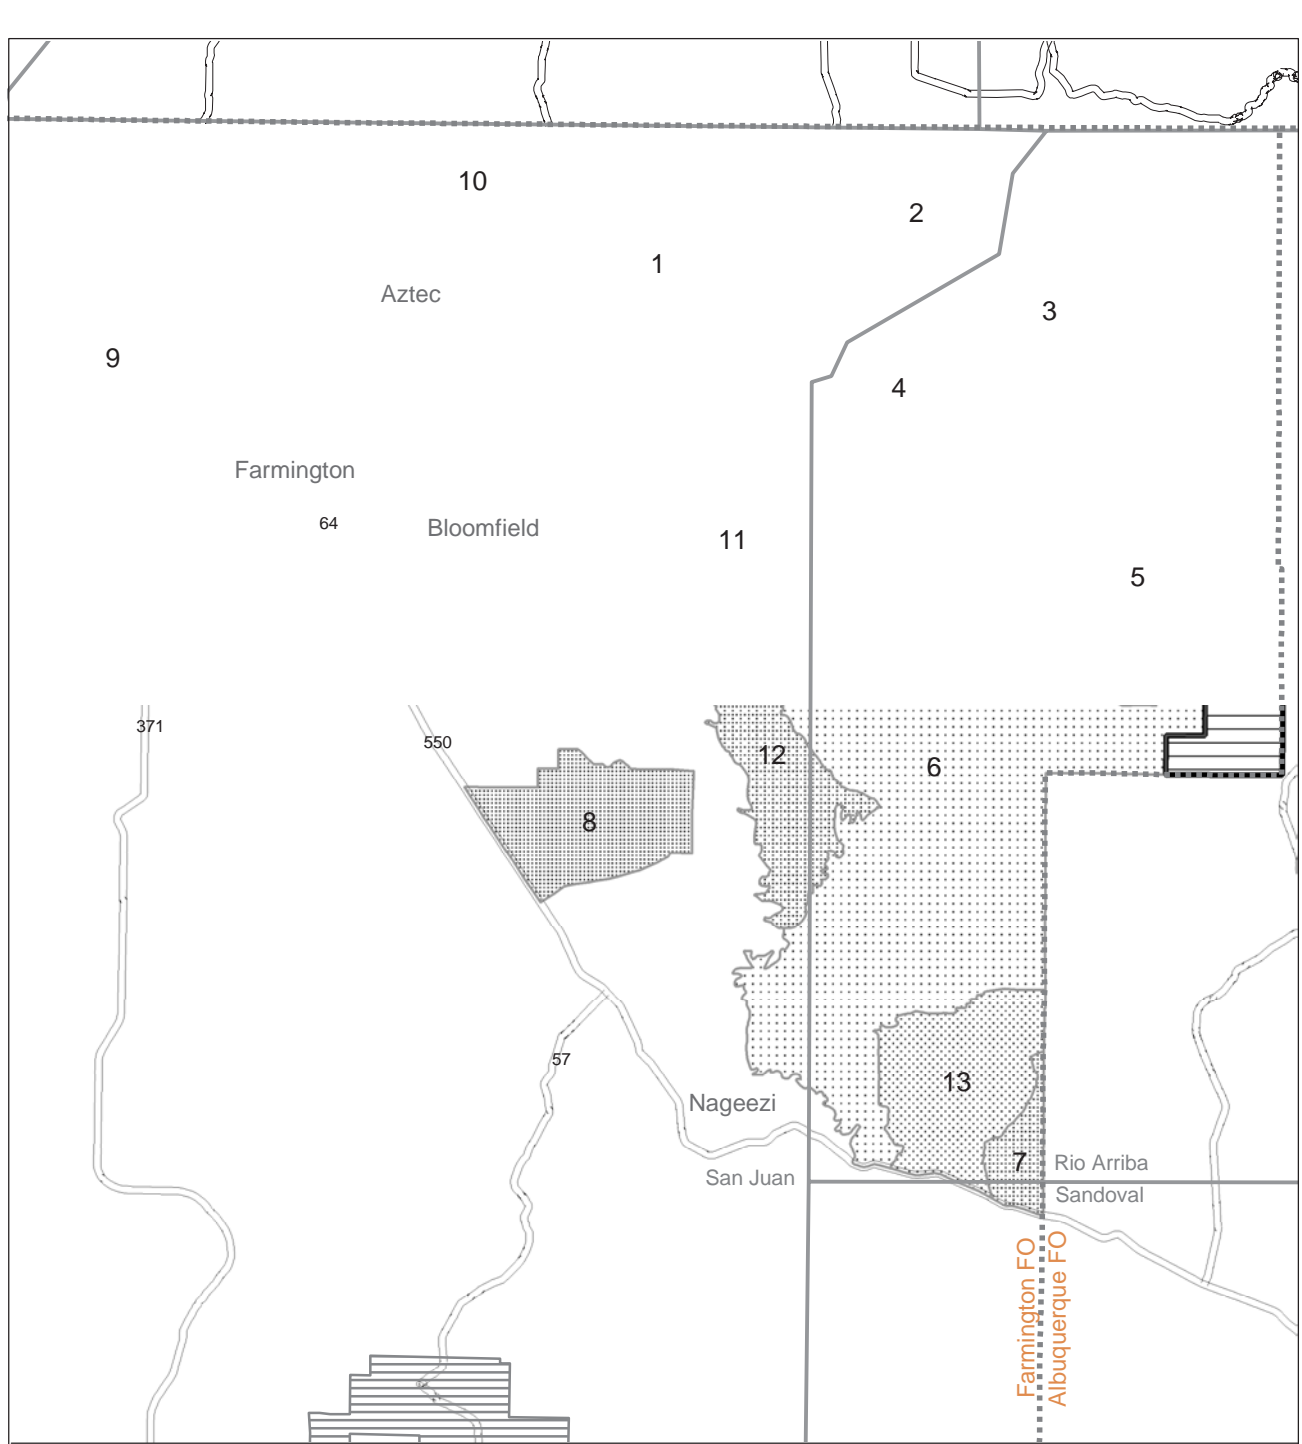 10
2
1
Aztec
3
9
4
Farmington
64
Bloomfield
11
5
371
550
12
6
8
57
13
Nageezi
7
Rio Arriba
San Juan
Sandoval
Farmington FO
Albuquerque FO